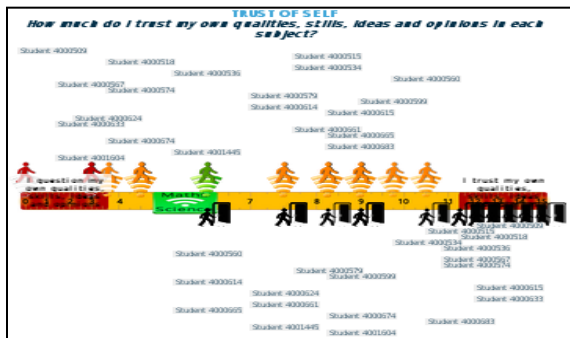 TRUST OF SELF
How much do I trust my own qualities, stills, ideas and opinions in each
subject?
Student 4000509
Student 4000515
Student 4000518
Student 4000534
Student 4000536
Student 4000560
Student 4000567
Student 4000574
Student 4000579
Student 4000599
Student 4000614
Student 4000615
Student 4000624
Student 4000633
Student 4000661
Student 4000665
Student 4000674
Student 4000683
Student 4001445
Student 4001604
I question my
own qualities,
I trust my own
qualities,
Math
Science
0
4
7
8
9
10
11
Student 4000509
Student 4000515
Student 4000518
Student 4000534
Student 4000536
Student 4000560
Student 4000567
Student 4000574
Student 4000579
Student 4000599
Student 4000614
Student 4000615
Student 4000624
Student 4000633
Student 4000661
Student 4000665
Student 4000674
Student 4000683
Student 4001445
Student 4001604